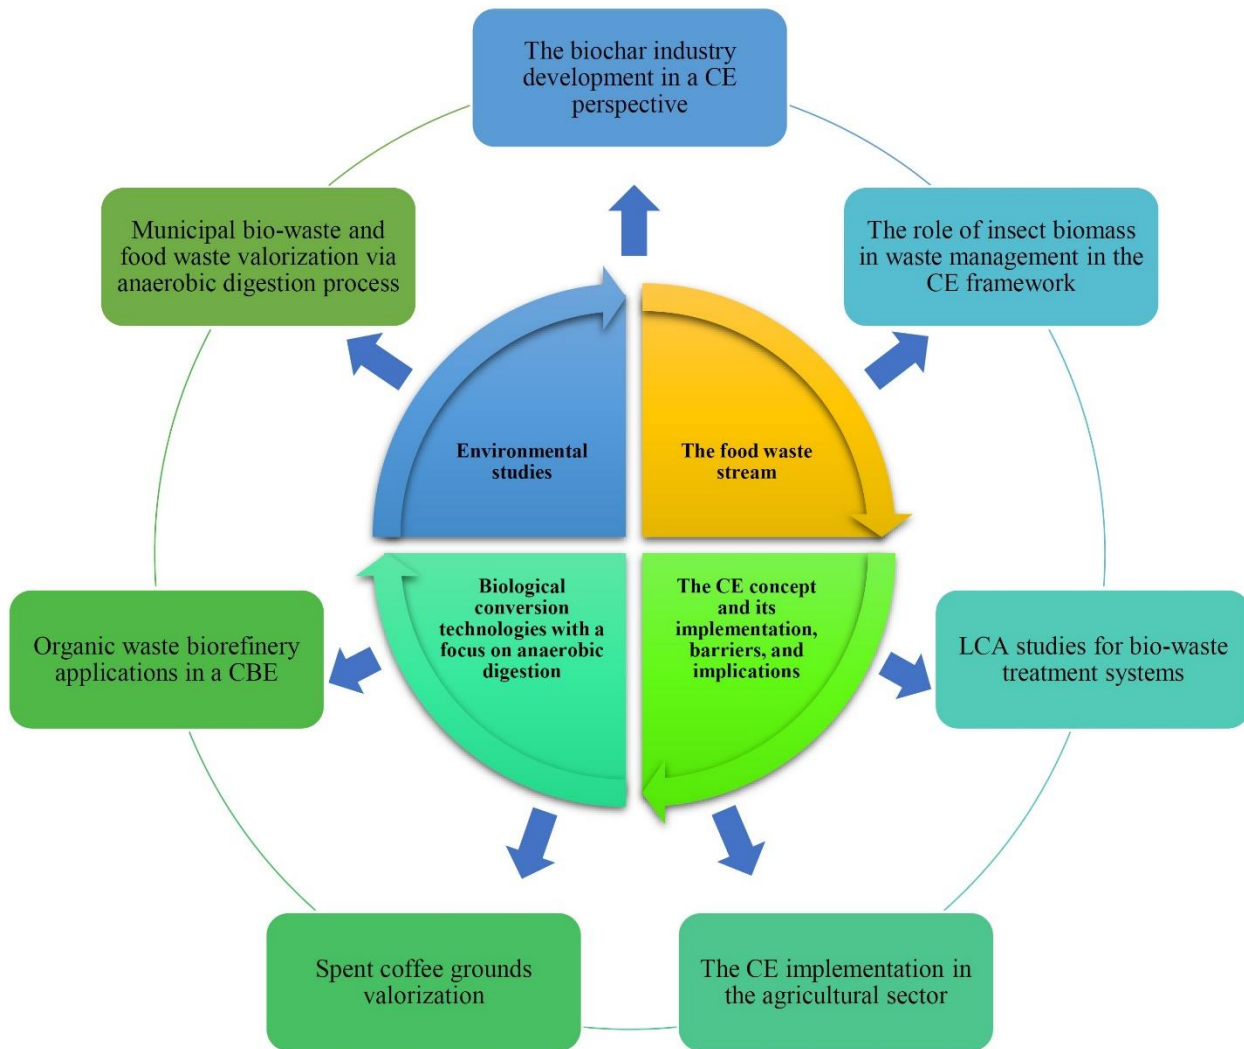 The biochar industry
development in a CE
perspective
Municipal bio-waste and
food waste valorization via
anaerobic digestion process
The role of insect biomass
in waste management in the
CE framework
Environmental
studies
The food waste
stream
Biological
conversion
technologies with a
focus on anaerobic
digestion
The CE concept
and its
implementation,
barriers, and
implications
Organic waste biorefinery
applications in a CBE
LCA studies for bio-waste
treatment systems
Spent coffee grounds
valorization
The CE implementation in
the agricultural sector